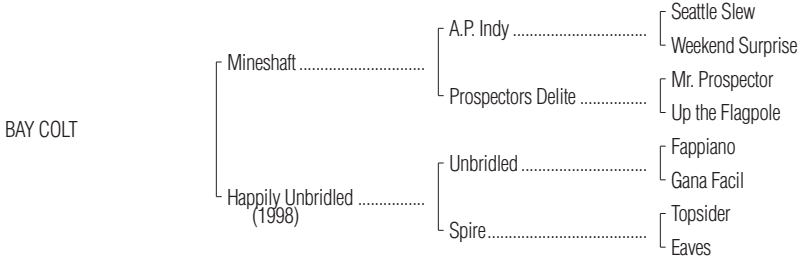 Seattle Slew
A.P. Indy ................................
Weekend Surprise
Mineshaft ..............................
Mr. Prospector
Prospectors Delite ................
Up the Flagpole
BAY COLT
Fappiano
Unbridled ..............................
Gana Facil
Happily Unbridled ................
(1998)
Topsider
Spire......................................
Eaves